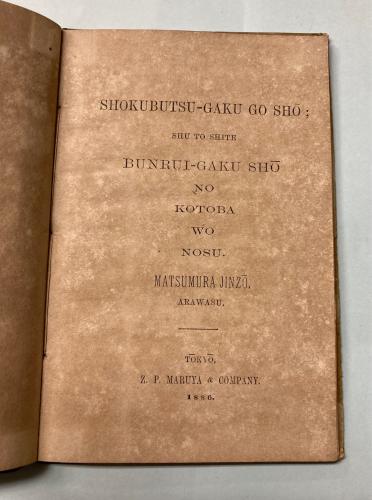 SHOKUBUTSU-GAKU GO SHŌ;
SHU TO SHITE
BUNRUI-GAKU SHŌ
NO
KOTOBA
WO
NOSU.
MATSUMURA JINZŌ,
ARAWASU.
TŌKYŌ,
Z. P. MARUYA & COMPANY.
1886.